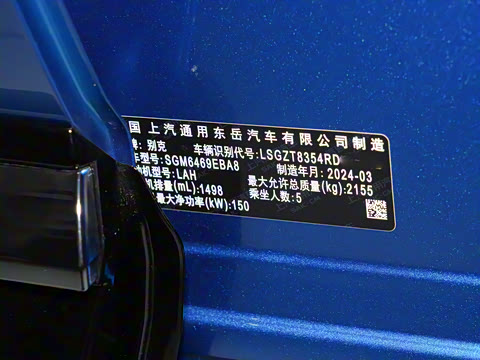 国上汽通用东岳汽车有限公司制造
牌:别克 车辆识别代号:LSGZT8354RD
车型号:SGM6469EBA8 制造年月:2024-03
动机型号:LAH 最大允许总质量(kg):2155
机排量(mL):1498 乘坐人数:5
最大净功率(kW):150